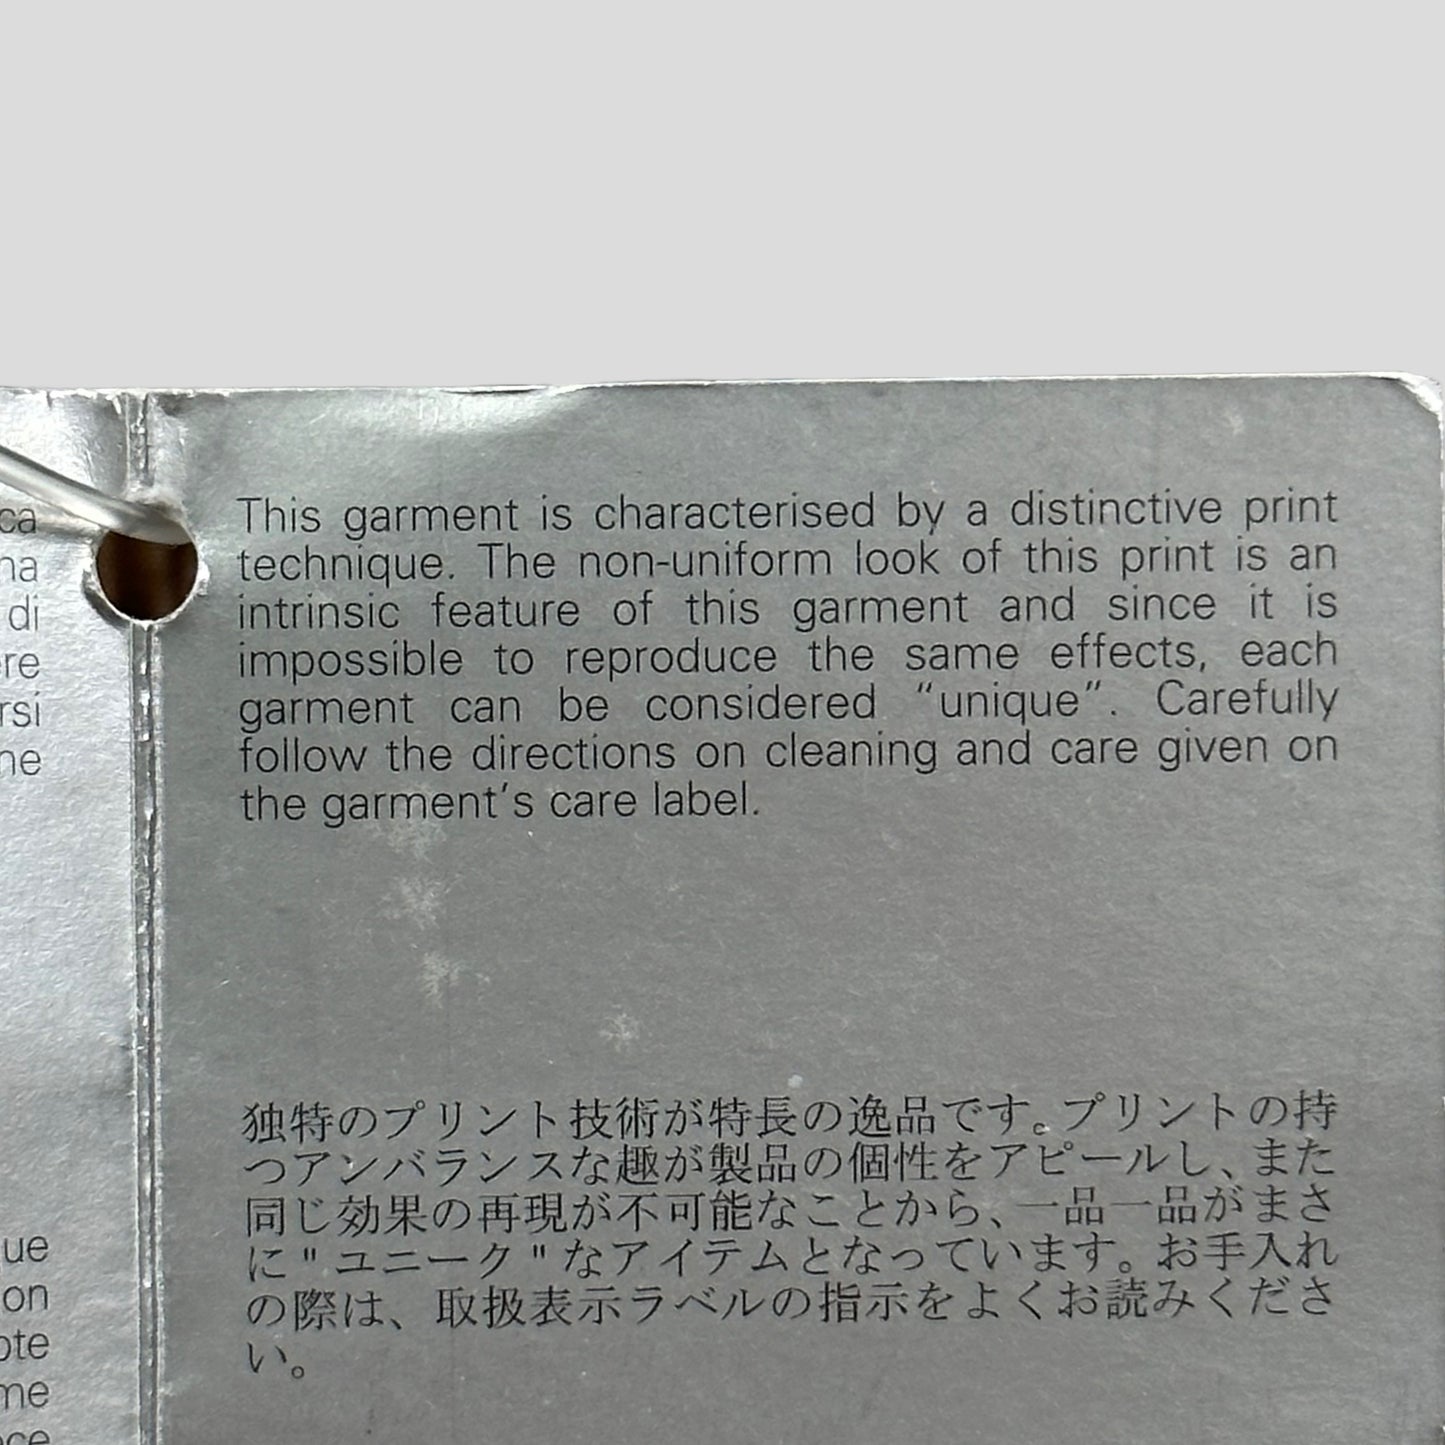 This garment is characterised by a distinctive print
technique. The non-uniform look of this print is an
intrinsic feature of this garment and since it is
impossible to reproduce the same effects, each
garment can be considered “unique”. Carefully
follow the directions on cleaning and care given on
the garment’s care label.
独特のプリント技術が特長の逸品です。プリントの持
つアンバランスな趣が製品の個性をアピールし、また
同じ効果の再現が不可能なことから、一品一品がまさ
に"ユニーク"なアイテムとなっています。お手入れ
の際は、取扱表示ラベルの指示をよくお読みくださ
い。